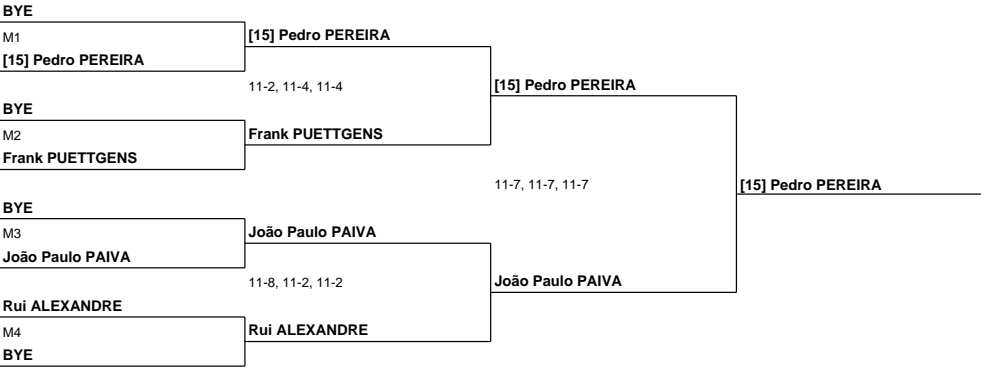 BYE
M1
[15] Pedro PEREIRA
[15] Pedro PEREIRA
11-2, 11-4, 11-4
[15] Pedro PEREIRA
BYE
M2
Frank PUETTGENS
Frank PUETTGENS
11-7, 11-7, 11-7
[15] Pedro PEREIRA
BYE
M3
João Paulo PAIVA
João Paulo PAIVA
11-8, 11-2, 11-2
João Paulo PAIVA
Rui ALEXANDRE
M4
BYE
Rui ALEXANDRE